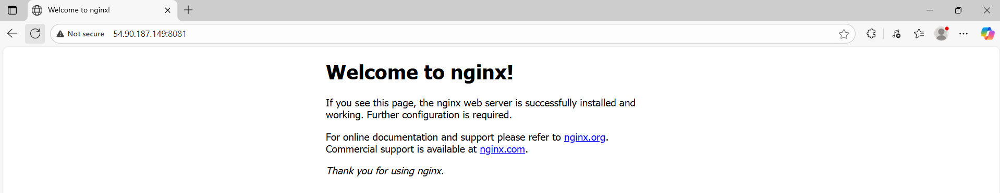 Welcome to nginx!
Not secure 54.90.187.149:8081
Welcome to nginx!
If you see this page, the nginx web server is successfully installed and
working. Further configuration is required.
For online documentation and support please refer to nginx.org.
Commercial support is available at nginx.com.
Thank you for using nginx.